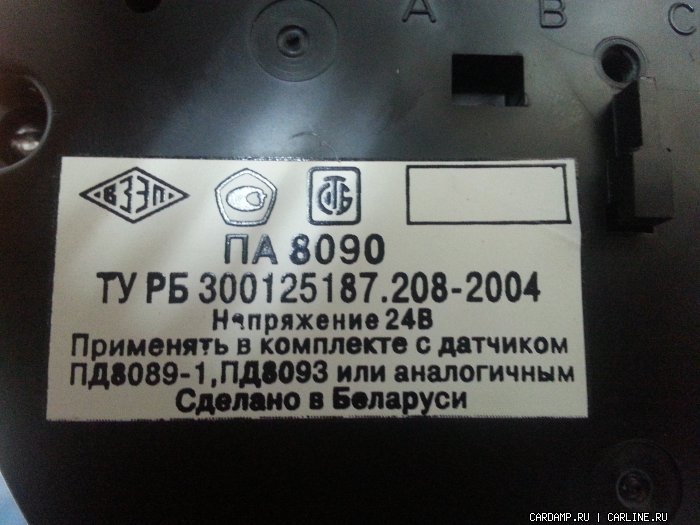 A B C
ВЗЭП СТБ
ПА 8090
ТУ РБ 300125187.208-2004
Напряжение 24В
Применять в комплекте с датчиком
ПД8089-1, ПД8093 или аналогичным
Сделано в Беларуси
CARDAMP.RU | CARLINE.RU